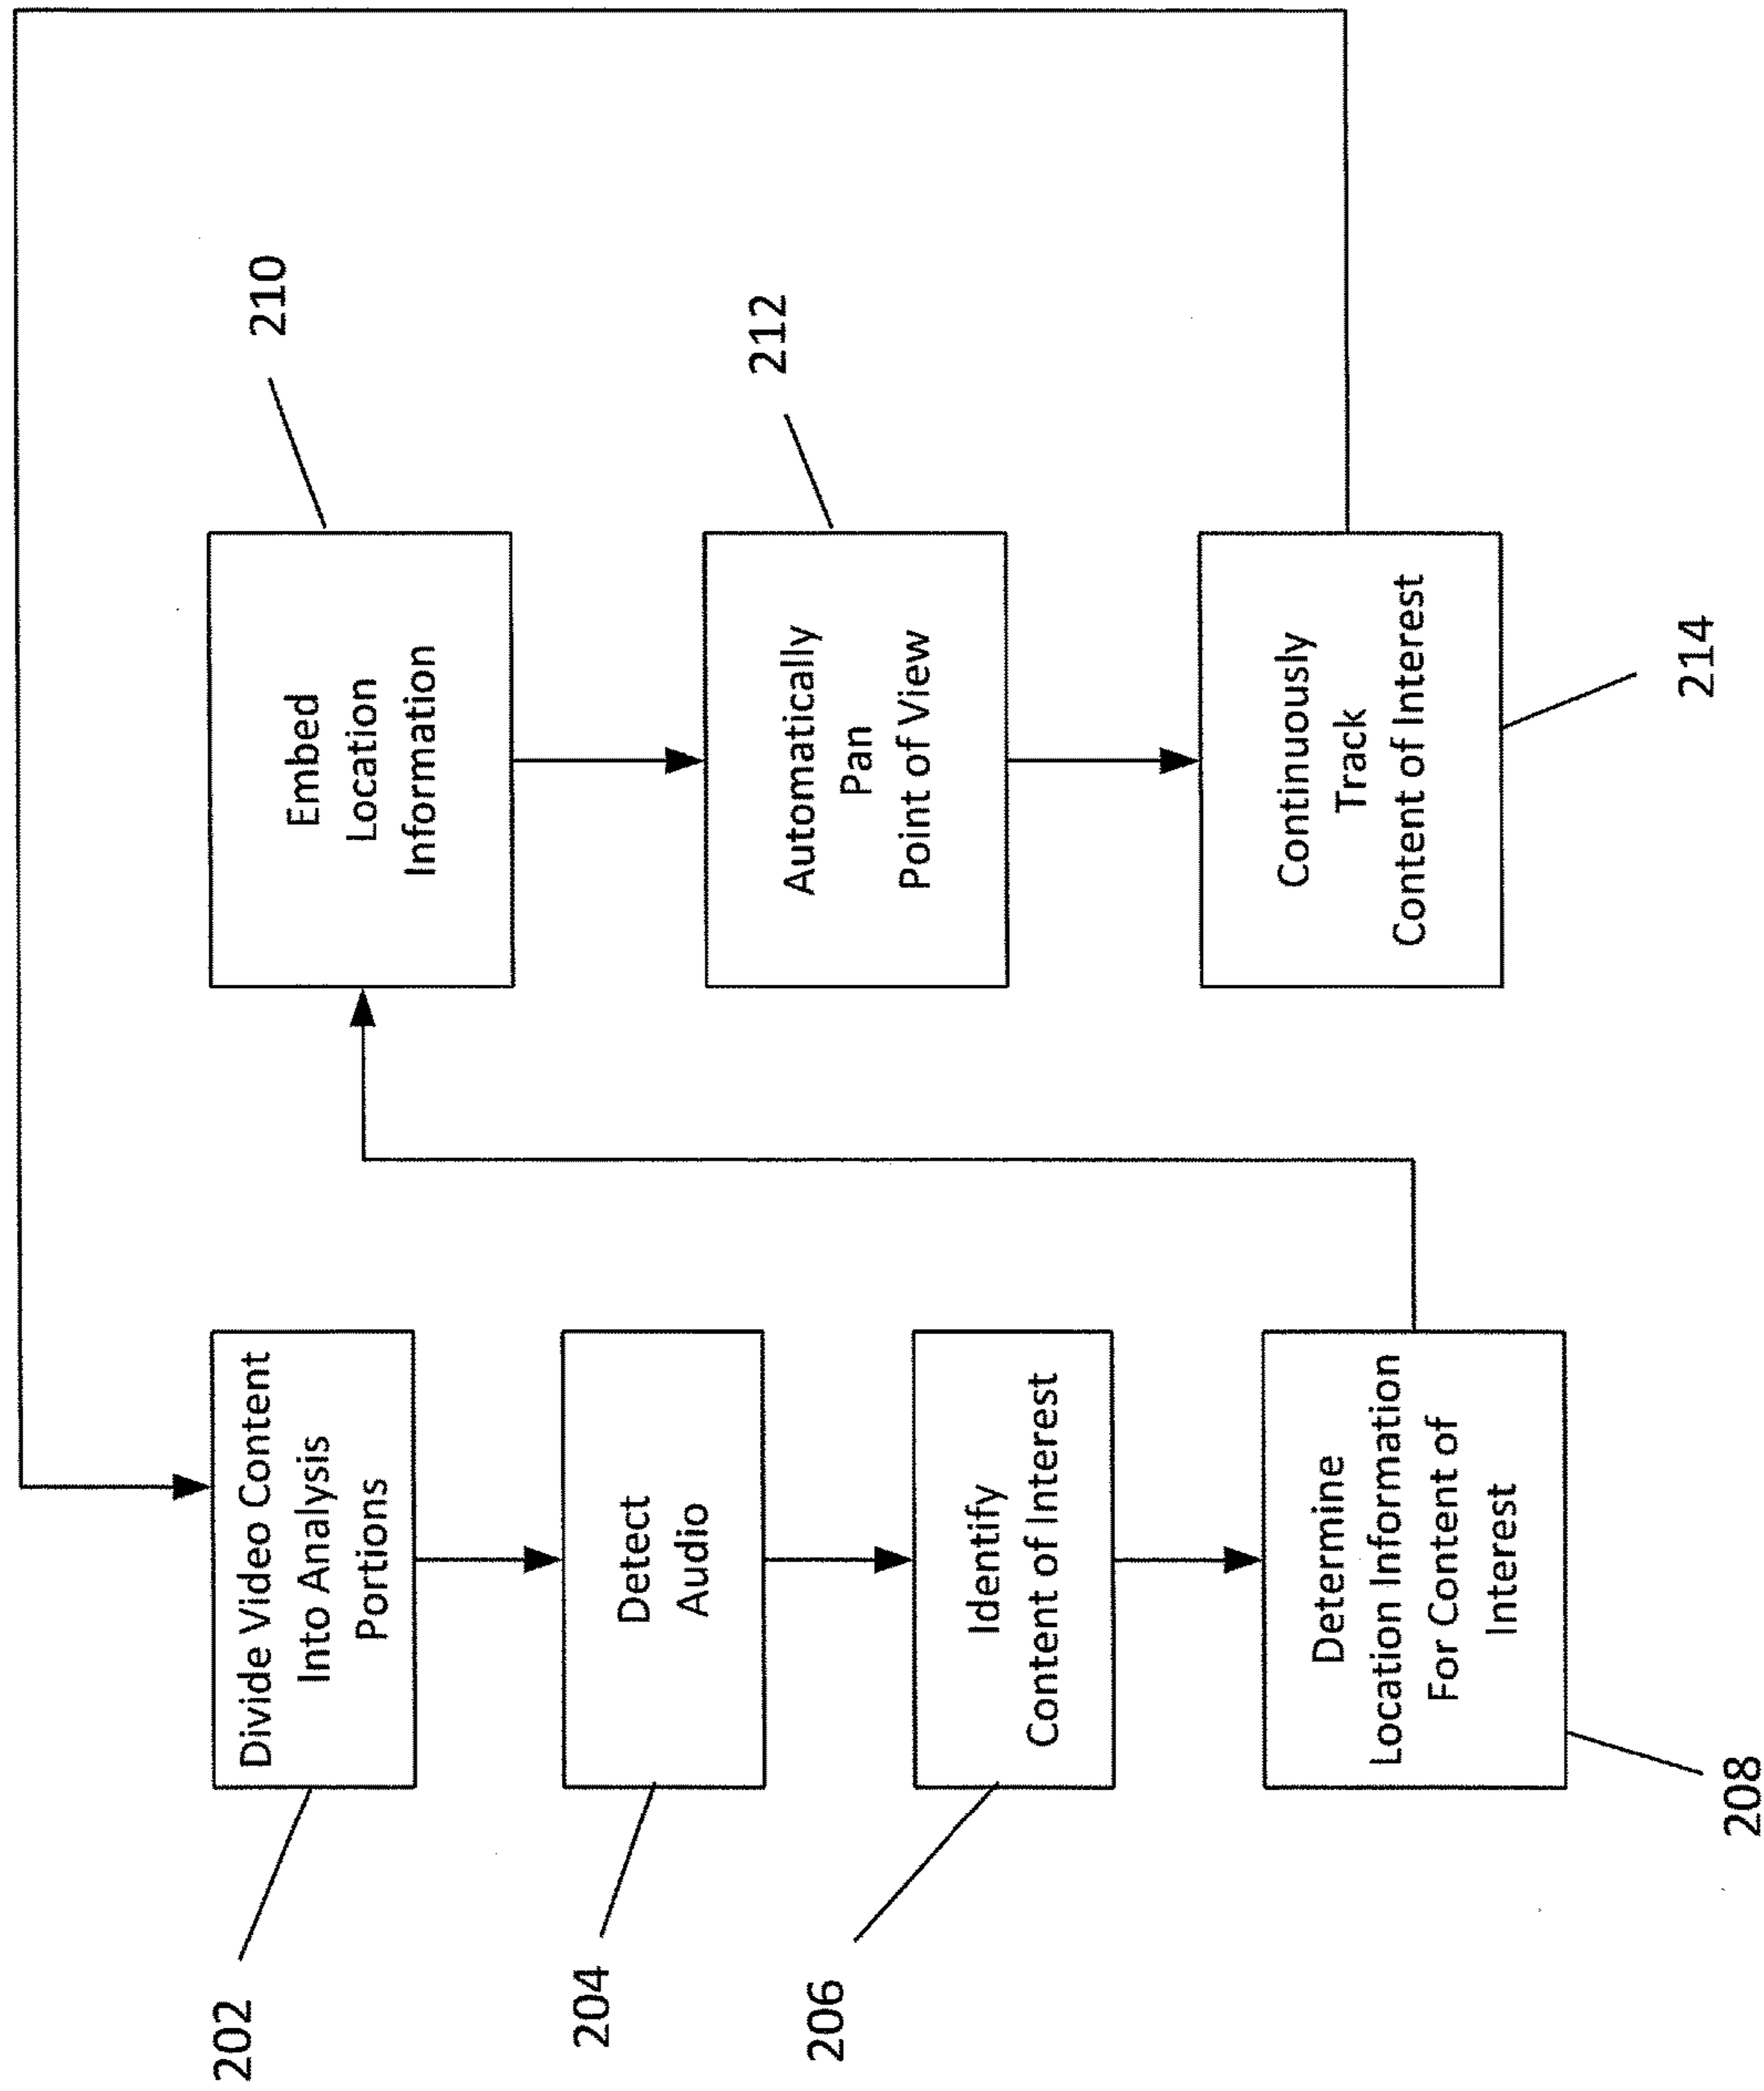 202
Divide Video Content
Into Analysis
Portions
204
Detect
Audio
206
Identify
Content of Interest
208
Determine
Location Information
For Content of
Interest
210
Embed
Location
Information
212
Automatically
Pan
Point of View
214
Continuously
Track
Content of Interest